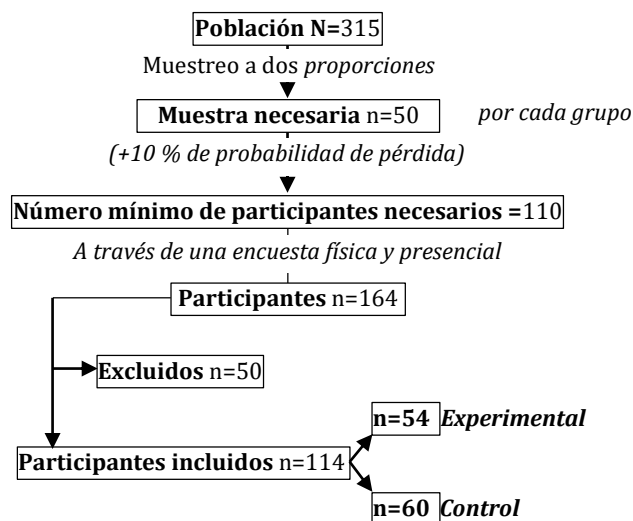 Población N=315
Muestreo a dos proporciones
Muestra necesaria n=50 por cada grupo
(+10 % de probabilidad de pérdida)
Número mínimo de participantes necesarios =110
A través de una encuesta física y presencial
Participantes n=164
Excluidos n=50
n=54 Experimental
Participantes incluidos n=114
n=60 Control